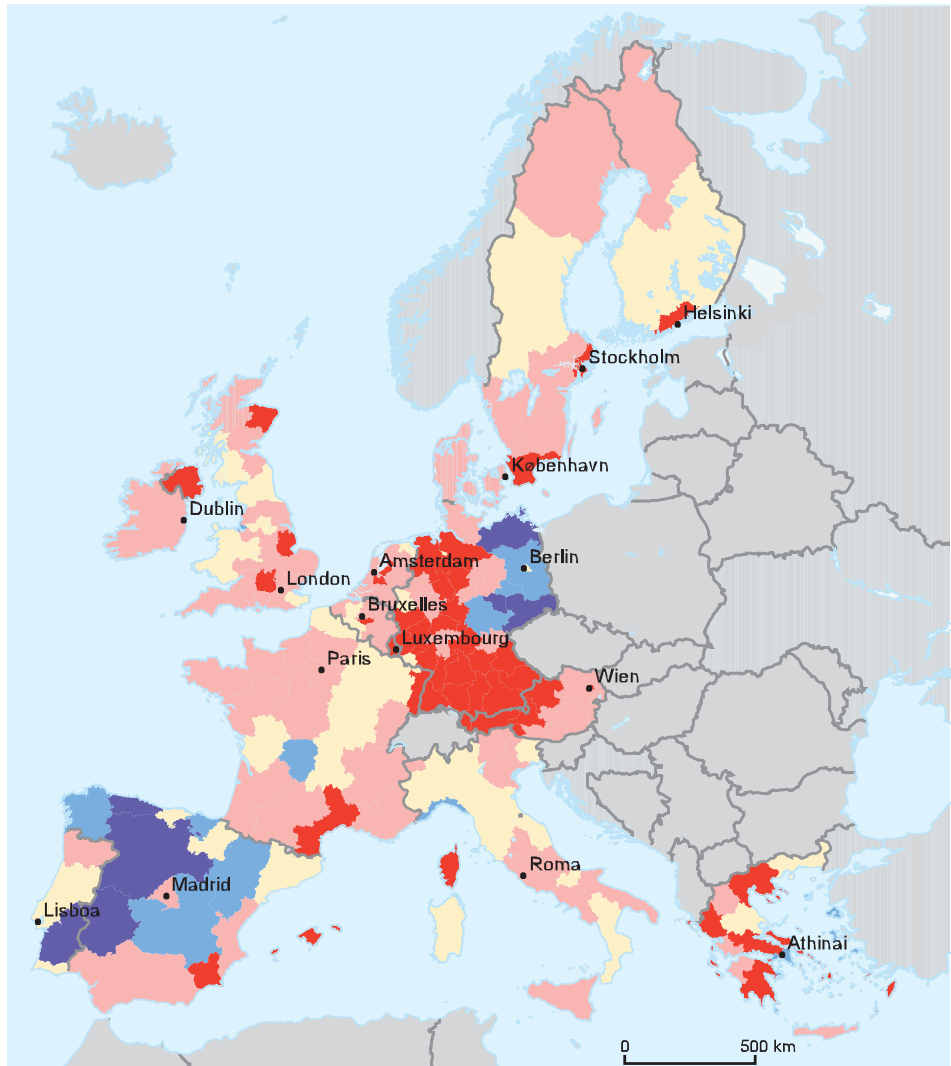 Helsinki
Stockholm
København
Dublin
Amsterdam
Berlin
London
Bruxelles
Luxembourg
Paris
Wien
Roma
Madrid
Lisboa
Athinai
0 500 km